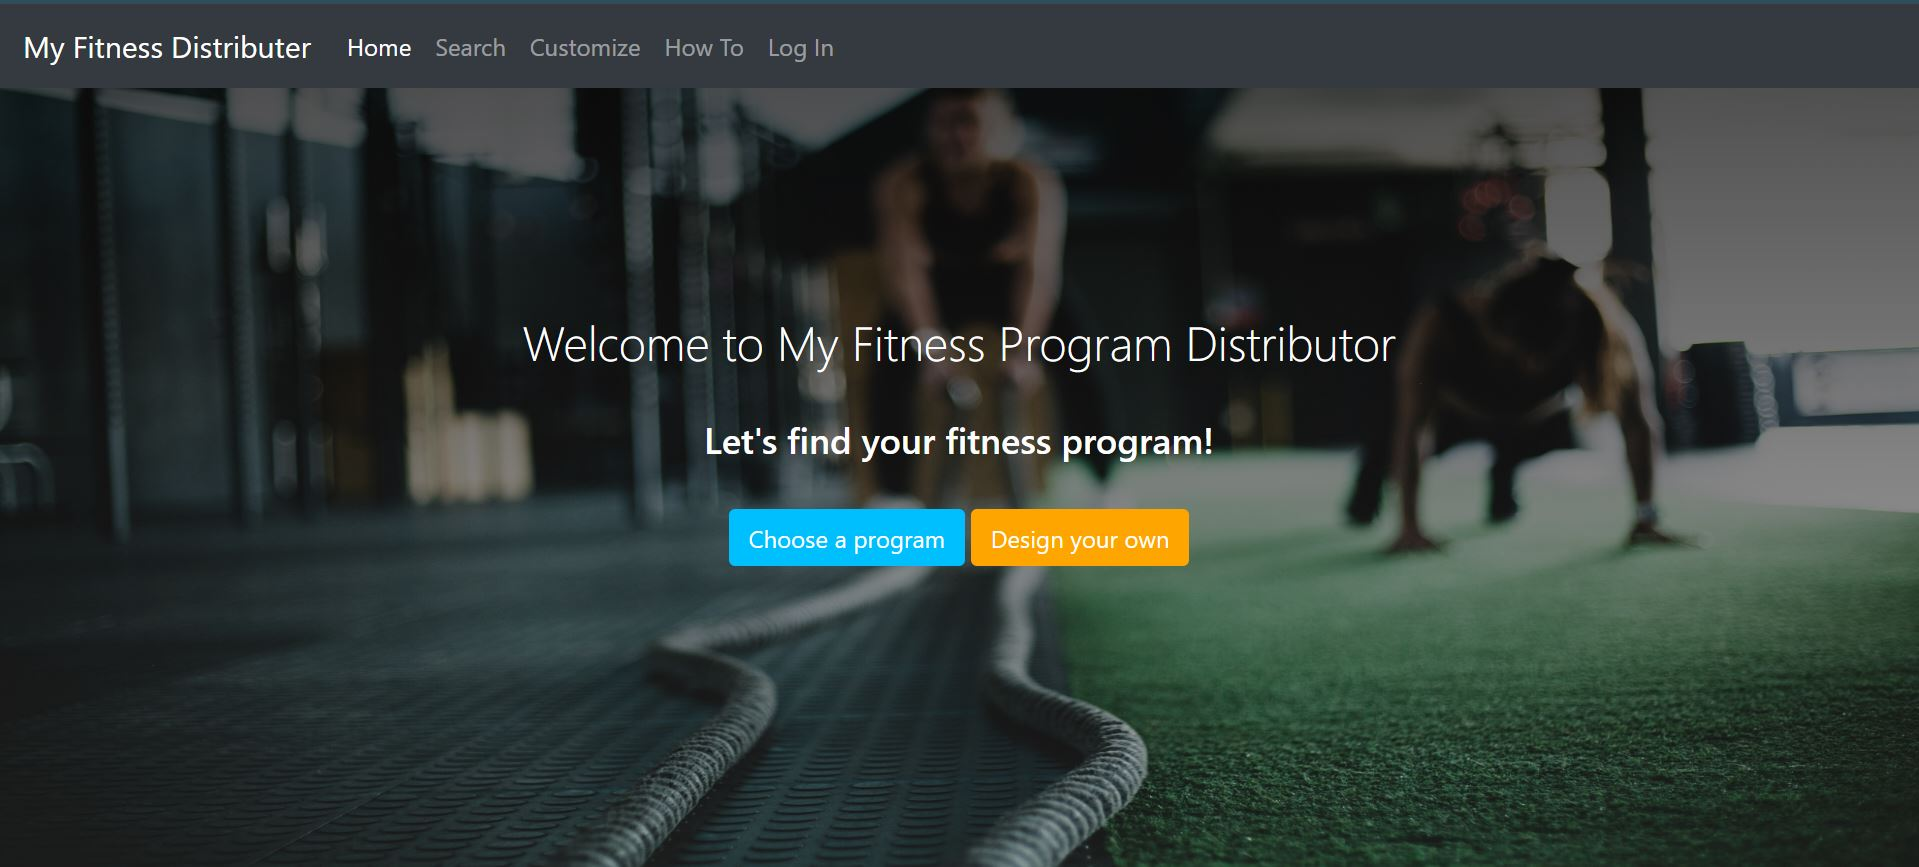 My Fitness Distributer Home Search Customize How To Log In
Welcome to My Fitness Program Distributor
Let's find your fitness program!
Choose a program Design your own